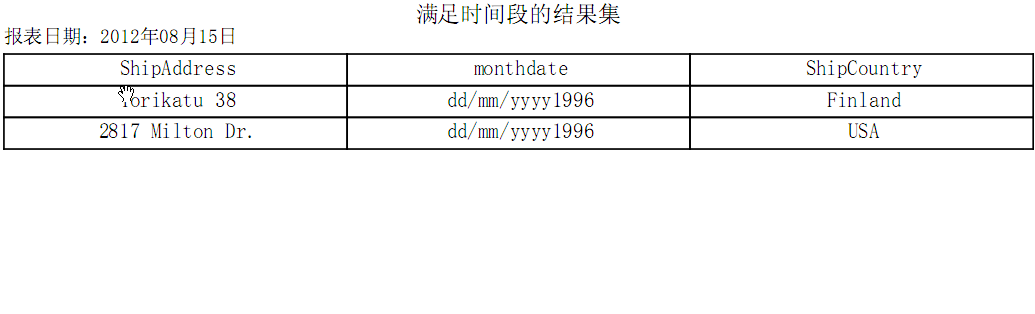 满足时间段的结果集
报表日期：2012年08月15日
ShipAddress monthdate ShipCountry
38 dd/mm/yyyy1996 Finland
2817 Milton Dr. dd/mm/yyyy1996 USA